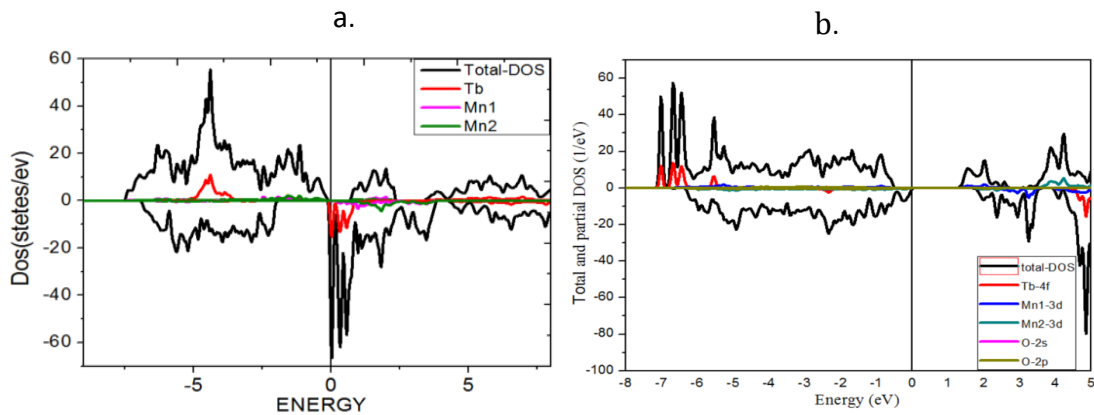 a.
b.
Dos(stetes/ev)
60
40
20
0
-20
-40
-60
-5
0
5
ENERGY
Total-DOS
Tb
Mn1
Mn2
Total and partial DOS (1/eV)
60
40
20
0
-20
-40
-60
-80
-100
-8
-7
-6
-5
-4
-3
-2
-1
0
1
2
3
4
5
Energy (eV)
total-DOS
Tb-4f
Mn1-3d
Mn2-3d
O-2s
O-2p